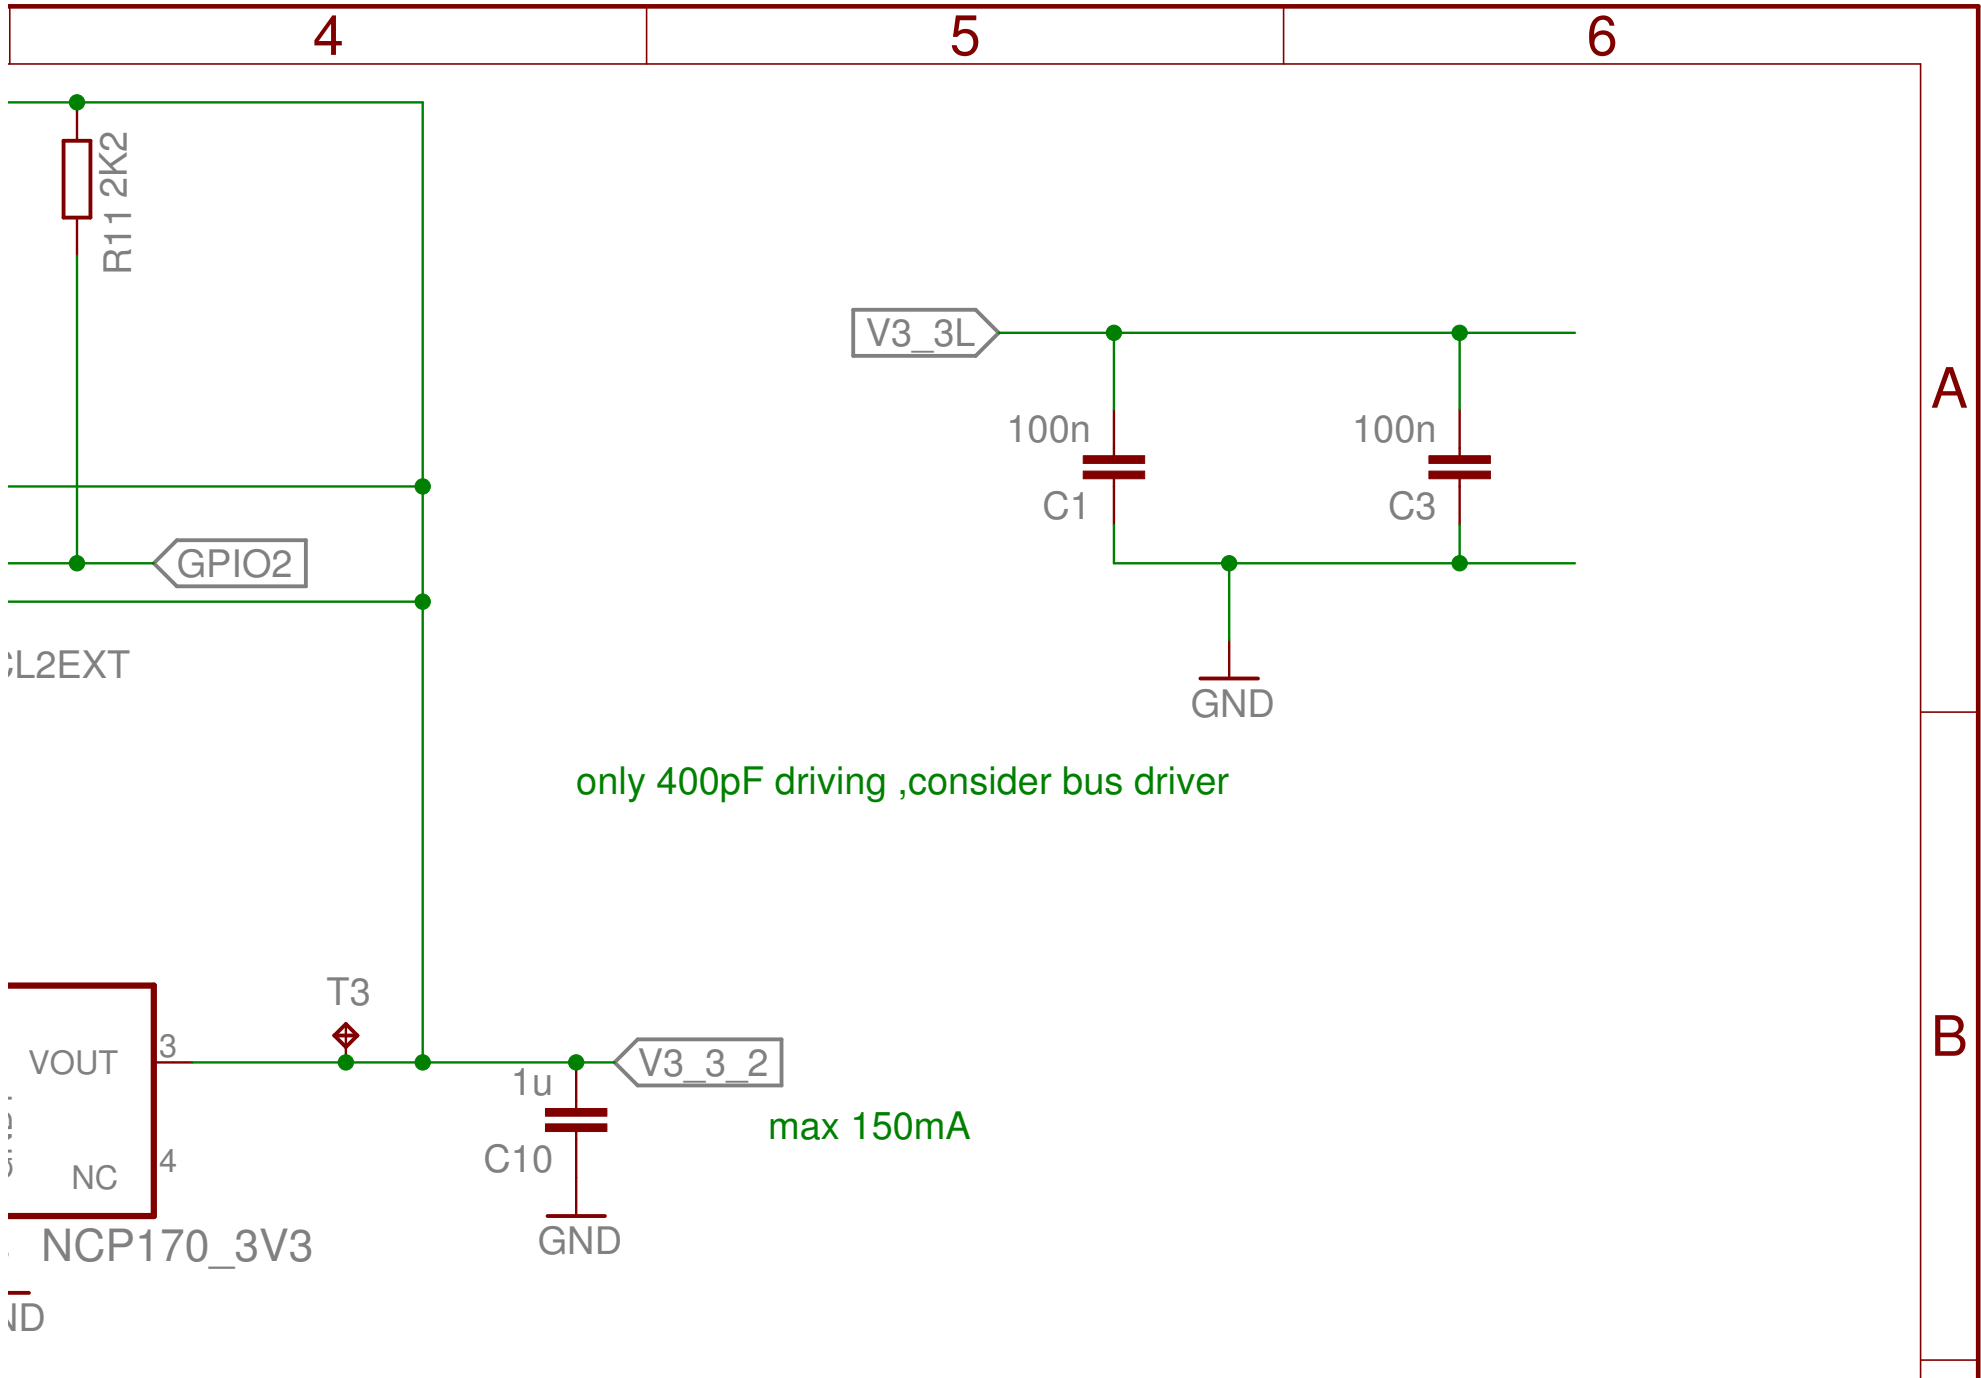 4
5
6
R11 2K2
V3_3L
A
100n
100n
C1
C3
GPIO2
GND
only 400pF driving ,consider bus driver
T3
B
3
VOUT
V3_3_2
1u
max 150mA
4
C10
NC
NCP170_3V3
GND